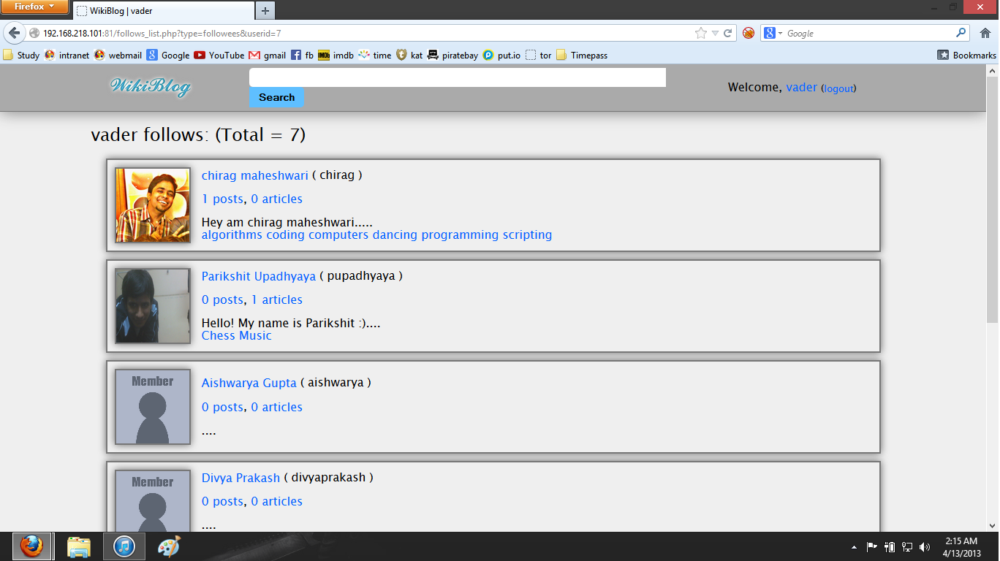 Firefox
WikiBlog | vader
192.168.218.101:81/follows_list.php?type=followees&userid=7
Google
Study intranet webmail Google YouTube gmail fb imdb time kat piratebay put.io tor Timepass Bookmarks
WikiBlog
Search
Welcome, vader (logout)
vader follows: (Total = 7)
chirag maheshwari ( chirag )
1 posts, 0 articles
Hey am chirag maheshwari.....
algorithms coding computers dancing programming scripting
Parikshit Upadhyaya ( pupadhyaya )
0 posts, 1 articles
Hello! My name is Parikshit :)....
Chess Music
Member
Aishwarya Gupta ( aishwarya )
0 posts, 0 articles
....
Member
Divya Prakash ( divyaprakash )
0 posts, 0 articles
....
2:15 AM
4/13/2013